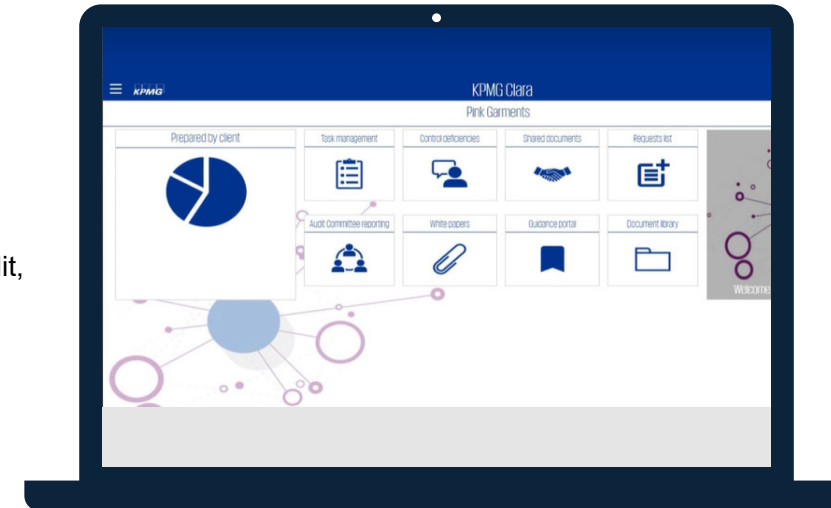 KPMG
KPMG Clara
Pink Garments
Prepared by client
Task management
Control deficiencies
Shared documents
Requests list
Audit Committee reporting
White papers
Guidance portal
Document library
Welcome
lit,